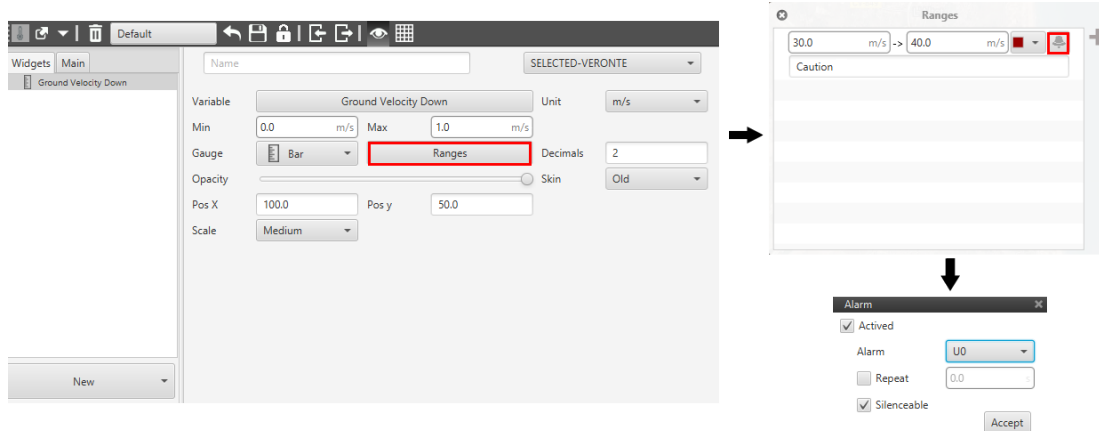 Default
Widgets Main
Ground Velocity Down
New
Name SELECTED-VERONTE
Variable Ground Velocity Down Unit m/s
Min 0.0 m/s Max 1.0 m/s
Gauge Bar Ranges Decimals 2
Opacity Skin Old
Pos X 100.0 Pos y 50.0
Scale Medium
Ranges
30.0 m/s -> 40.0 m/s
Caution
Alarm
Actived
Alarm U0
Repeat 0.0 s
Silenceable
Accept